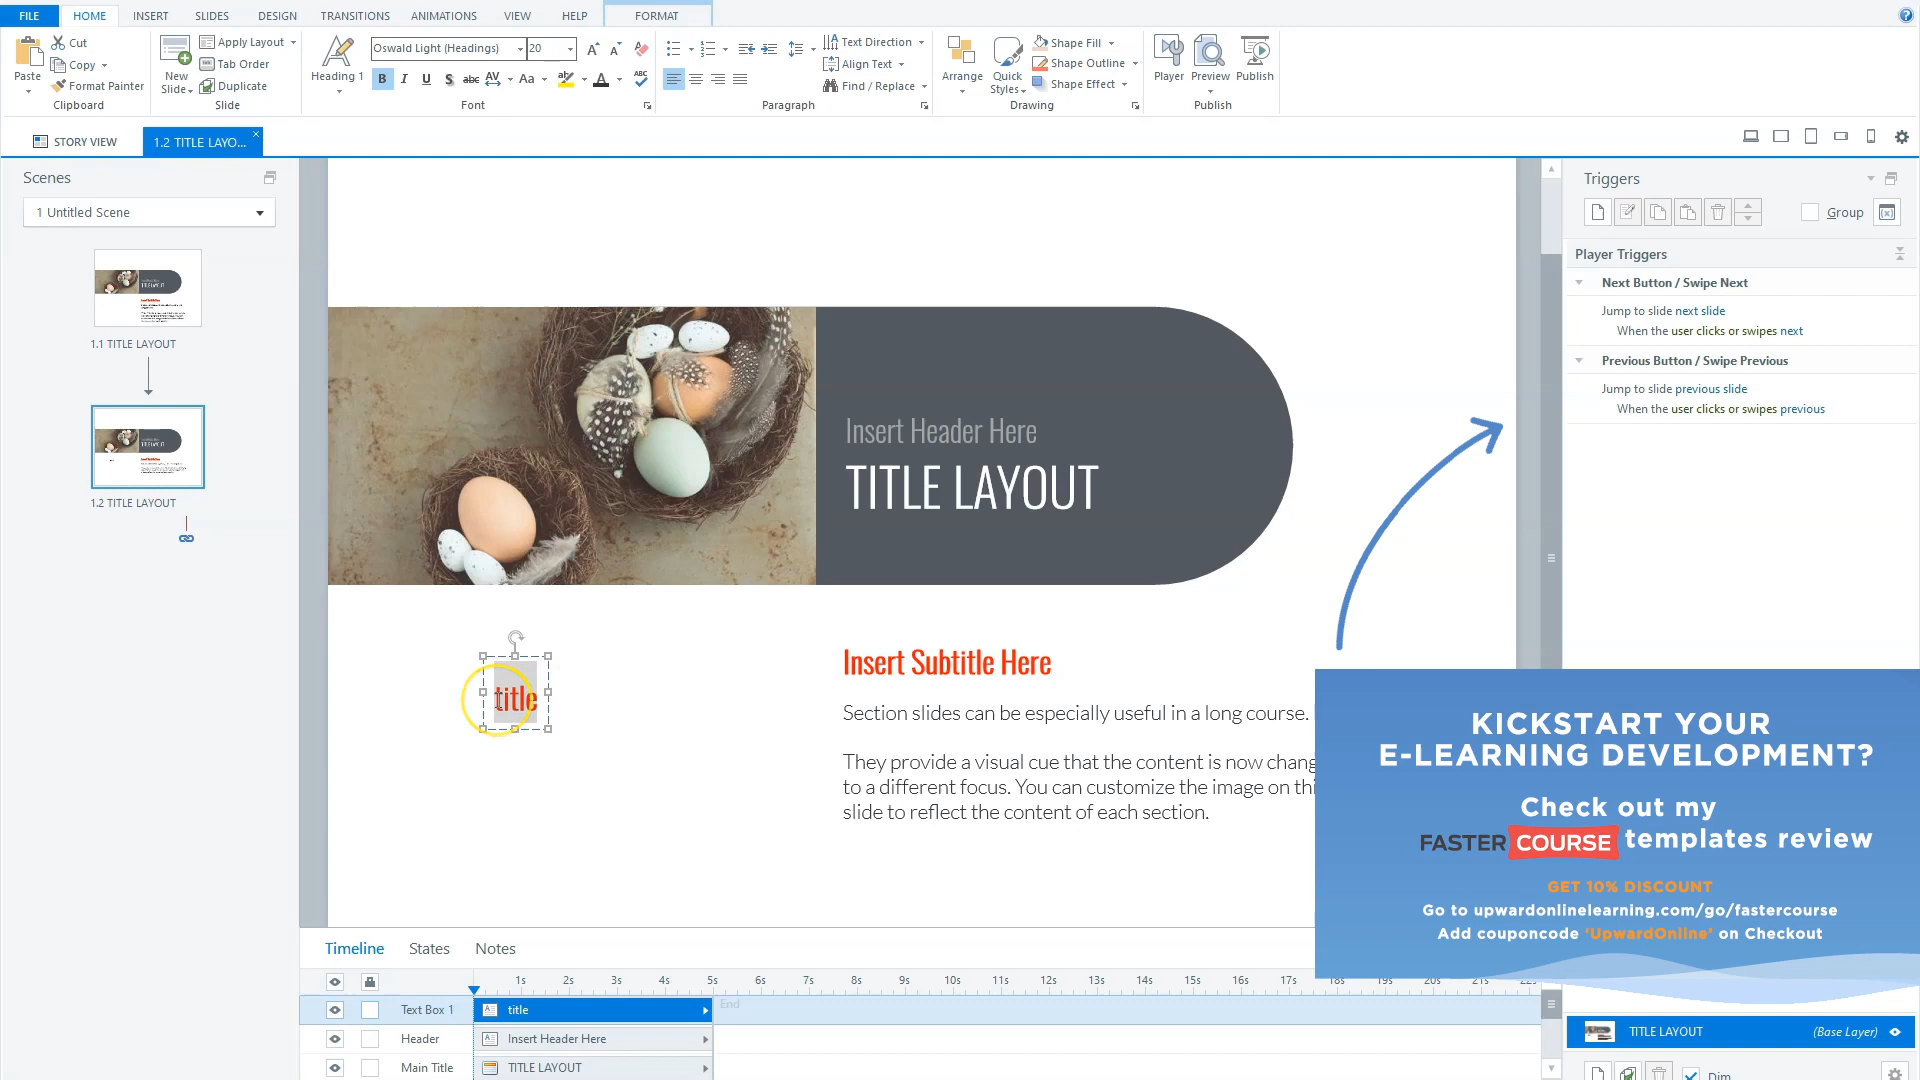 FILE HOME INSERT SLIDES DESIGN TRANSITIONS ANIMATIONS VIEW HELP FORMAT
Paste Cut Copy Format Painter Clipboard
New Slide Apply Layout Tab Order Duplicate Slide
Heading 1 Oswald Light (Headings) 20 B I U S abc AV Aa A ABC Font
Text Direction Align Text Find / Replace Paragraph
Arrange Quick Styles Shape Fill Shape Outline Shape Effect Drawing
Player Preview Publish Publish
STORY VIEW 1.2 TITLE LAYO...
Scenes
1 Untitled Scene
1.1 TITLE LAYOUT
1.2 TITLE LAYOUT
Insert Header Here
TITLE LAYOUT
title
Insert Subtitle Here
Section slides can be especially useful in a long course.
They provide a visual cue that the content is now chang
to a different focus. You can customize the image on thi
slide to reflect the content of each section.
Triggers
Group
Player Triggers
Next Button / Swipe Next
Jump to slide next slide
When the user clicks or swipes next
Previous Button / Swipe Previous
Jump to slide previous slide
When the user clicks or swipes previous
KICKSTART YOUR
E-LEARNING DEVELOPMENT?
Check out my
FASTER COURSE templates review
GET 10% DISCOUNT
Go to upwardonlinelearning.com/go/fastercourse
Add couponcode 'UpwardOnline' on Checkout
Timeline States Notes
1s 2s 3s 4s 5s 6s 7s 8s 9s 10s 11s 12s 13s 14s 15s 16s 17s 18s 19s 20s 21s 22s
Text Box 1 title End
Header Insert Header Here
Main Title TITLE LAYOUT
TITLE LAYOUT (Base Layer)
Dim